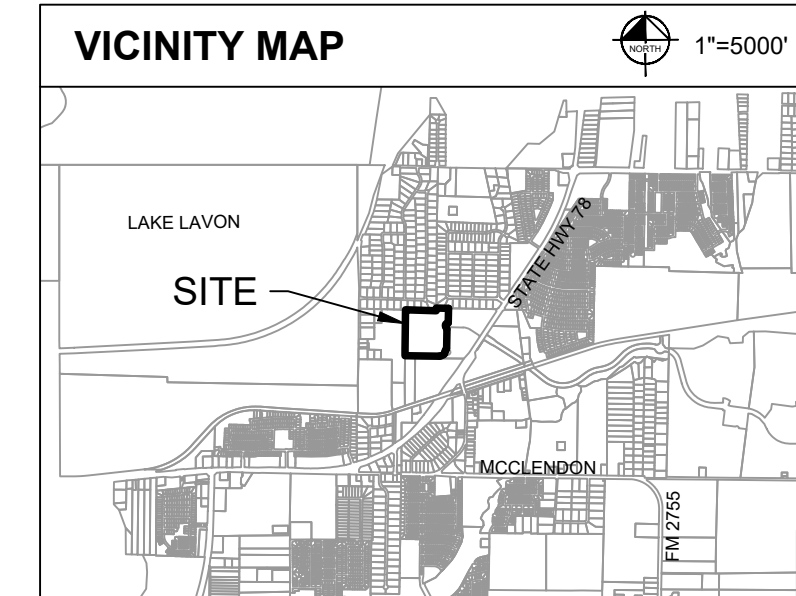 VICINITY MAP
NORTH
1"=5000'
LAKE LAVON
STATE HWY 78
SITE
MCCLENDON
FM 2755